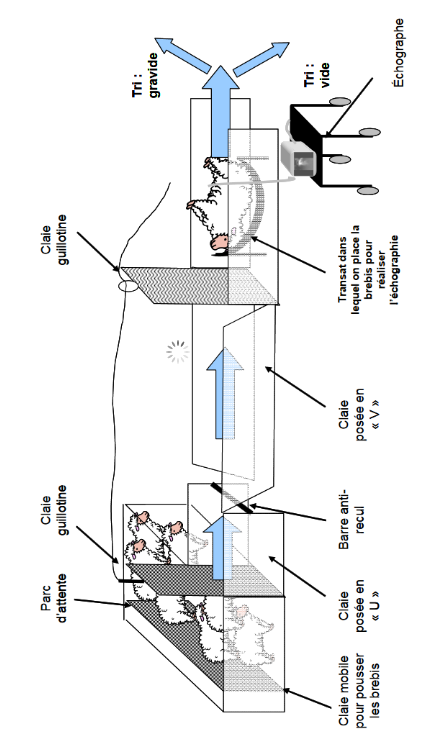 Parc
d'attente
Claie
guillotine
Claie
guillotine
Tri :
gravide
Tri :
vide
Claie mobile
pour pousser
les brebis
Claie
posée en
« U »
Barre anti-
recul
Claie
posée en
« V »
Transat dans
lequel on place la
brebis pour
réaliser
l'échographie
Échographe